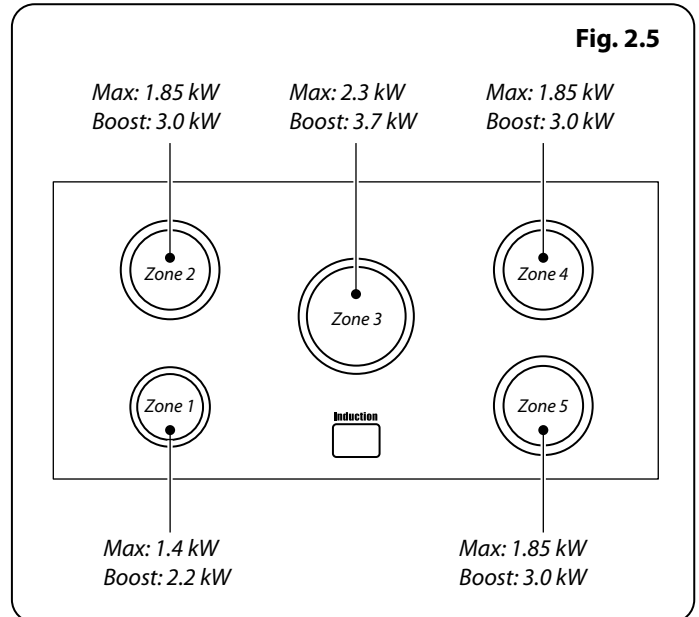 Fig. 2.5
Max: 1.85 kW
Boost: 3.0 kW
Max: 2.3 kW
Boost: 3.7 kW
Max: 1.85 kW
Boost: 3.0 kW
Zone 2
Zone 3
Zone 4
Zone 1
Induction
Zone 5
Max: 1.4 kW
Boost: 2.2 kW
Max: 1.85 kW
Boost: 3.0 kW